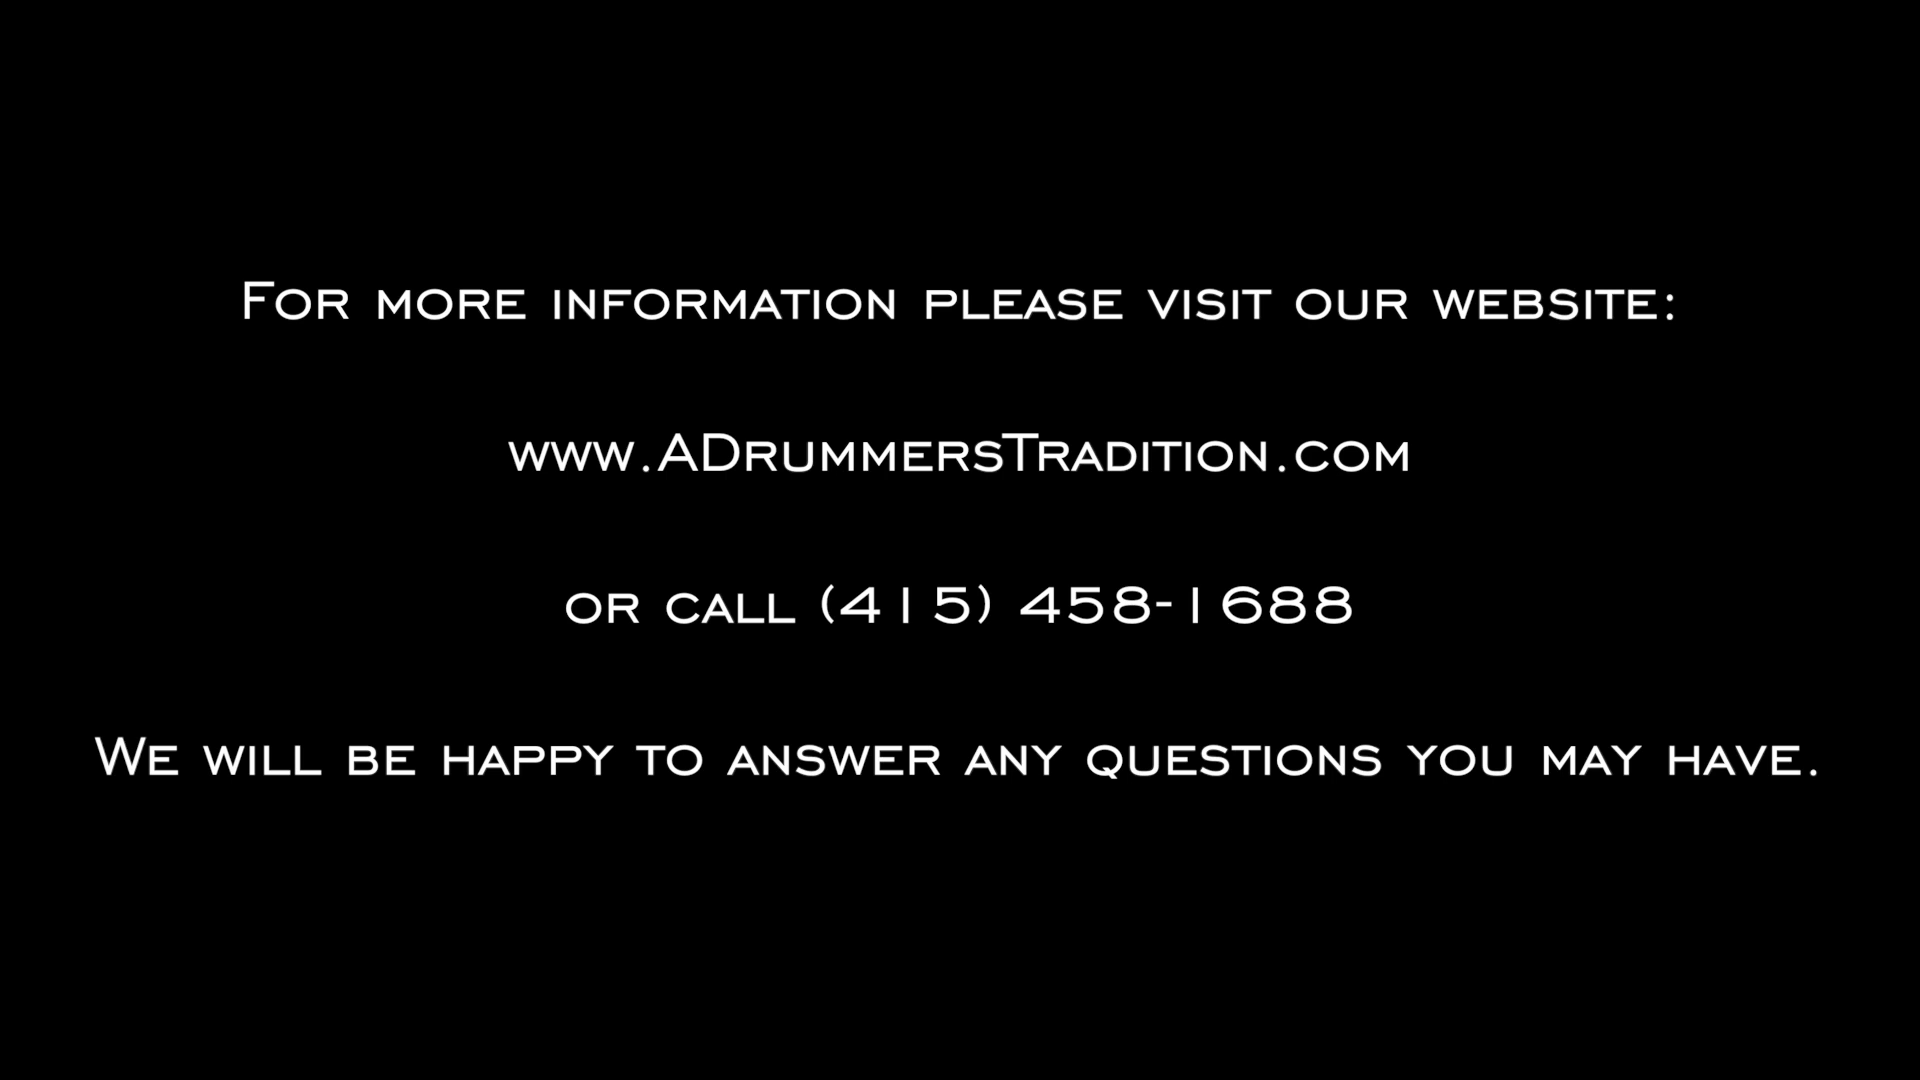 For more information please visit our website:
www.ADrummersTradition.com
or call (415) 458-1688
We will be happy to answer any questions you may have.